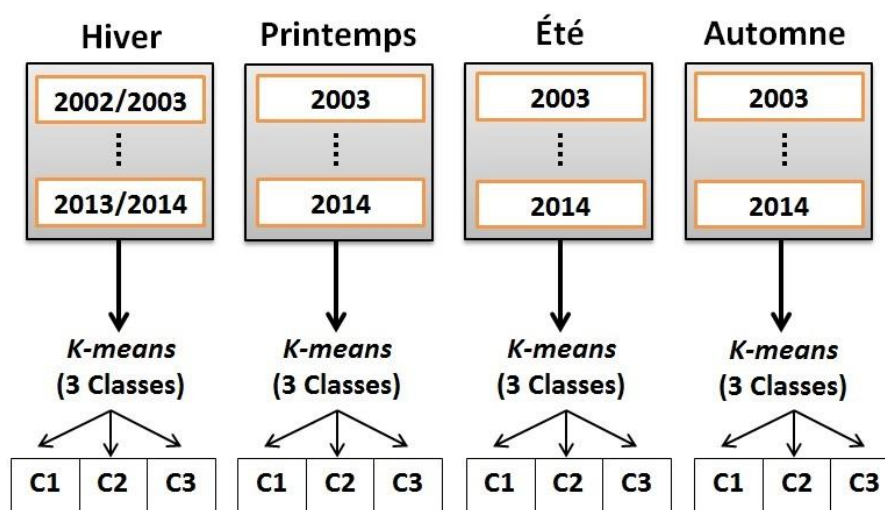 Hiver
2002/2003
2013/2014
K-means
(3 Classes)
C1 C2 C3
Printemps
2003
2014
K-means
(3 Classes)
C1 C2 C3
Été
2003
2014
K-means
(3 Classes)
C1 C2 C3
Automne
2003
2014
K-means
(3 Classes)
C1 C2 C3